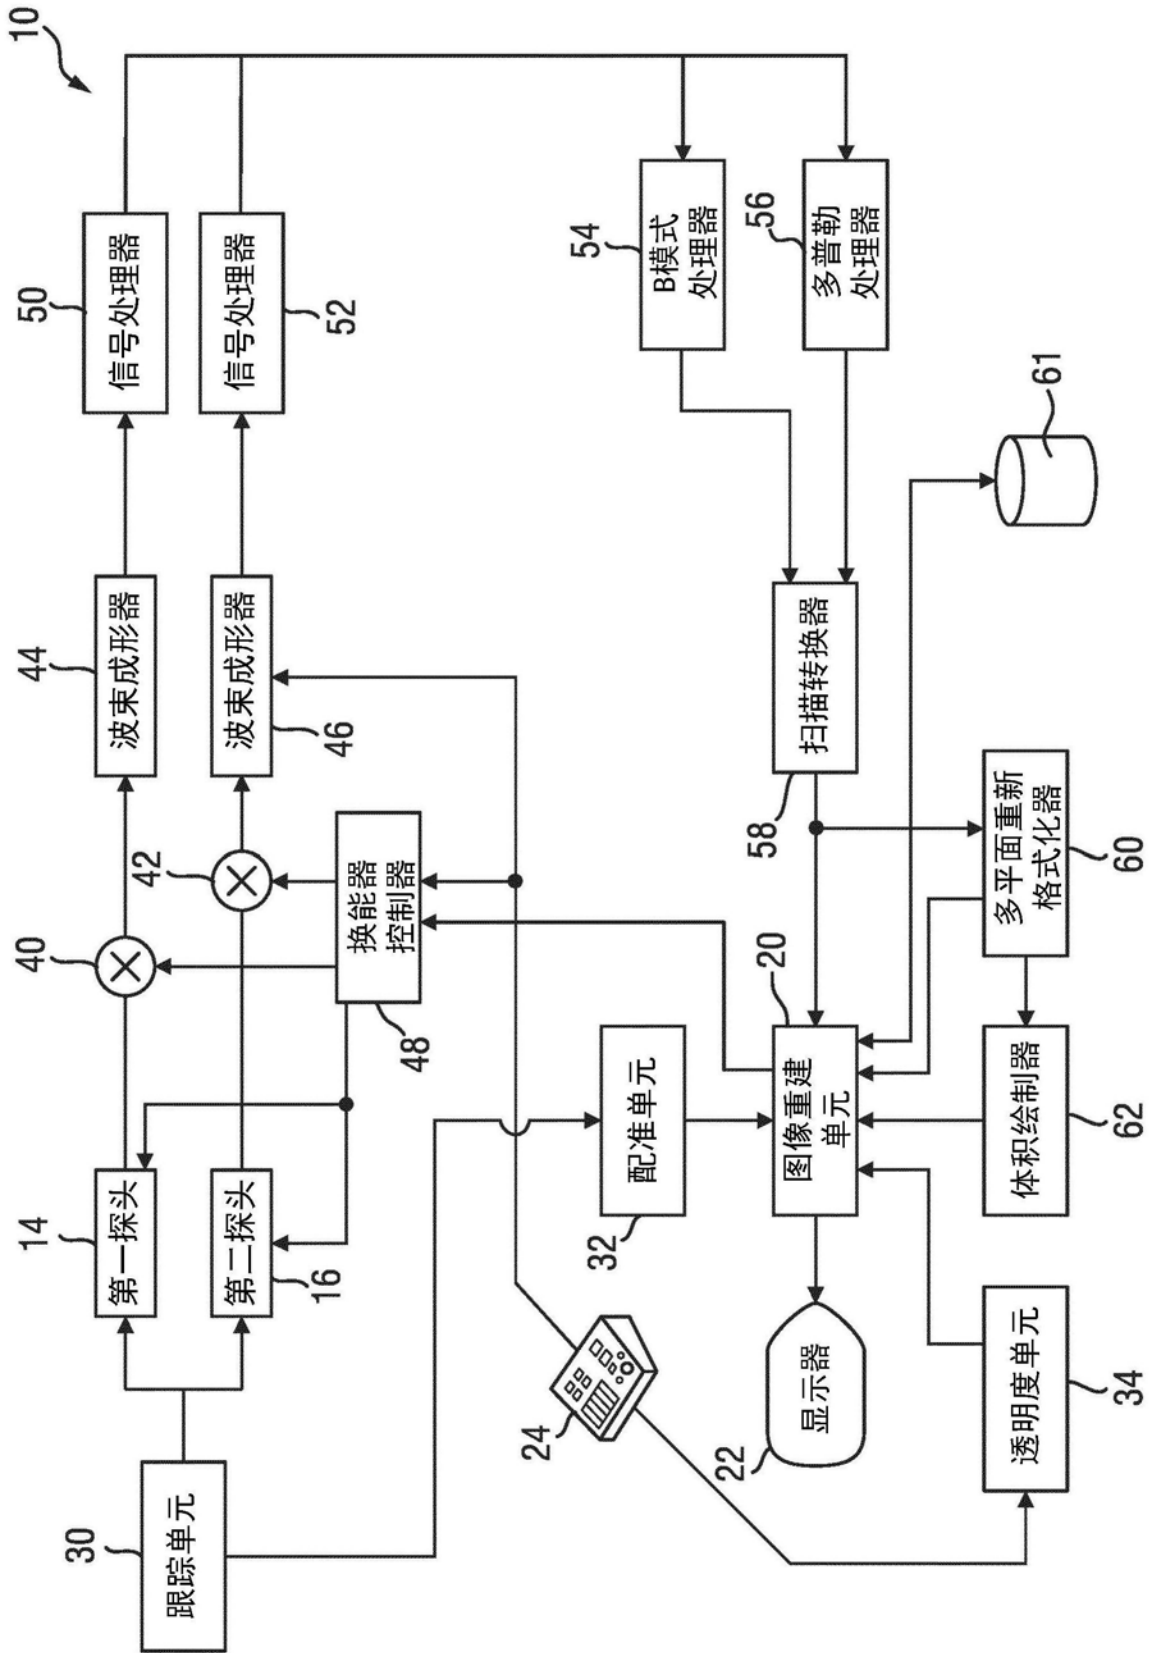 10
30
14
40
44
50
第一探头
波束成形器
信号处理器
42
跟踪单元
第二探头
波束成形器
信号处理器
16
46
52
换能器
控制器
48
24
54
32
配准单元
B模式
处理器
22
20
58
56
图像重建
单元
显示器
扫描转换器
多普勒
处理器
透明度单元
体积绘制器
多平面重新
格式化器
61
34
62
60